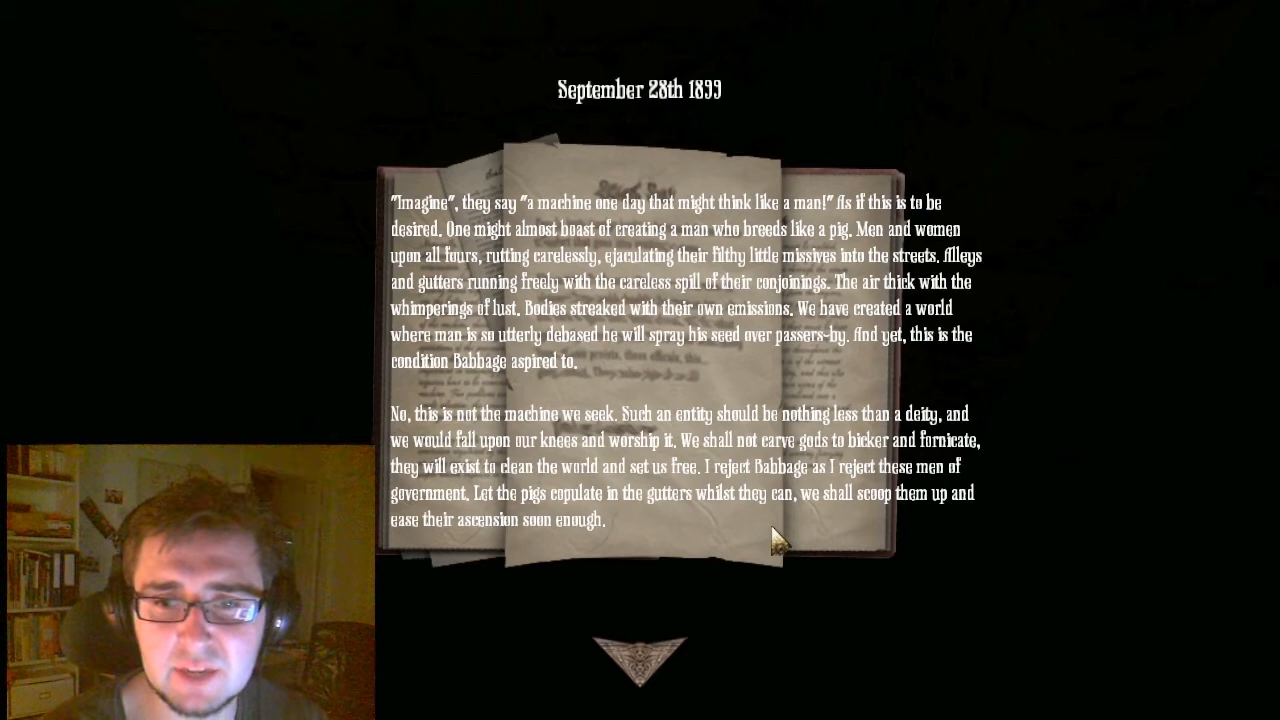 September 28th 1899
"Imagine", they say "a machine one day that might think like a man!" As if this is to be
desired. One might almost boast of creating a man who breeds like a pig. Men and women
upon all fours, rutting carelessly, ejaculating their filthy little missives into the streets. Alleys
and gutters running freely with the careless spill of their conjoinings. The air thick with the
whimperings of lust. Bodies streaked with their own emissions. We have created a world
where man is so utterly debased he will spray his seed over passers-by. And yet, this is the
condition Babbage aspired to.
No, this is not the machine we seek. Such an entity should be nothing less than a deity, and
we would fall upon our knees and worship it. We shall not carve gods to bicker and fornicate,
they will exist to clean the world and set us free. I reject Babbage as I reject these men of
government. Let the pigs copulate in the gutters whilst they can, we shall scoop them up and
ease their ascension soon enough.